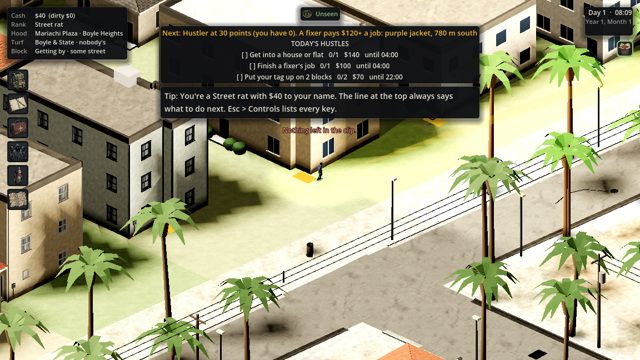 Cash $40 (dirty $0)
Rank Street rat
Hood Mariachi Plaza · Boyle Heights
Turf Boyle & State · nobody's
Block Getting by · some street
Unseen
Day 1 · 08:09
Year 1, Month 1
Next: Hustler at 30 points (you have 0). A fixer pays $120+ a job: purple jacket, 780 m south
TODAY'S HUSTLES
[ ] Get into a house or flat 0/1 $140 until 04:00
[ ] Finish a fixer's job 0/1 $100 until 04:00
[ ] Put your tag up on 2 blocks 0/2 $70 until 22:00
Tip: You're a Street rat with $40 to your name. The line at the top always says
what to do next. Esc > Controls lists every key.
Nothing left in the clip.